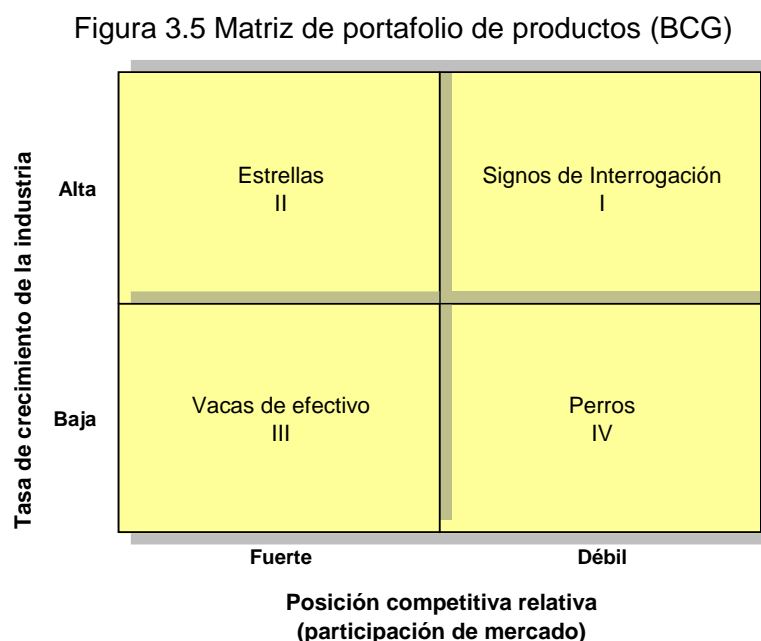 Figura 3.5 Matriz de portafolio de productos (BCG)
Tasa de crecimiento de la industria
Alta
Estrellas
II
Signos de Interrogación
I
Baja
Vacas de efectivo
III
Perros
IV
Fuerte
Débil
Posición competitiva relativa
(participación de mercado)